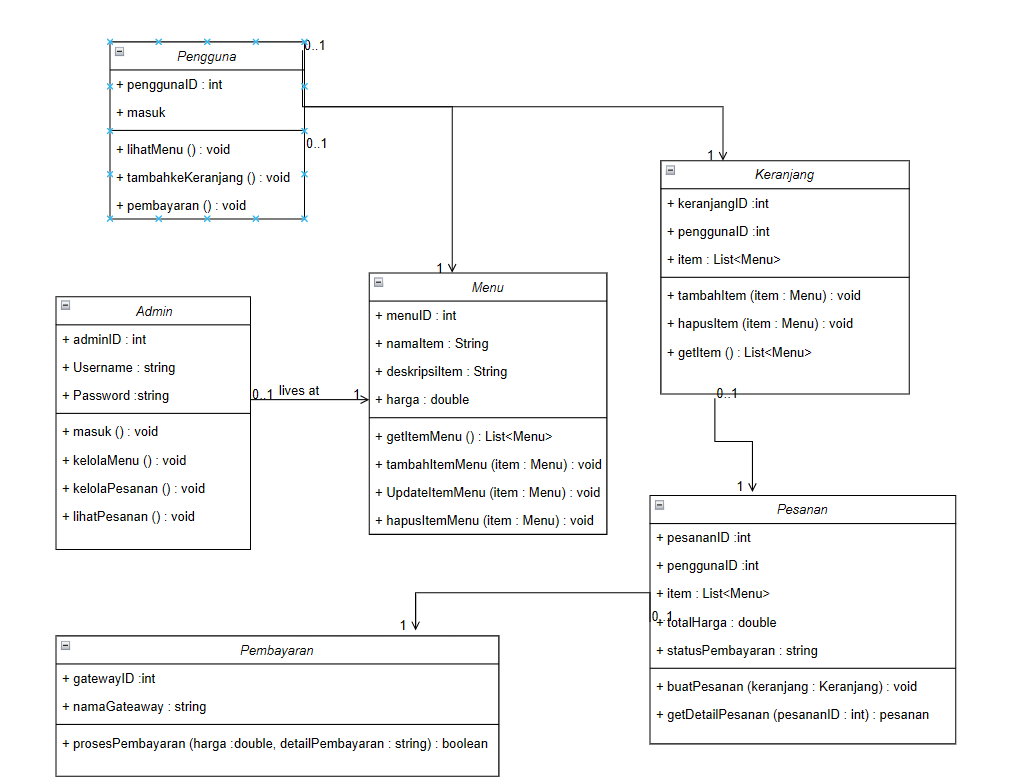 Pengguna
+ penggunaID : int
+ masuk
+ lihatMenu () : void
+ tambahkeKeranjang () : void
+ pembayaran () : void
0..1
0..1
1
Keranjang
+ keranjangID :int
+ penggunaID :int
+ item : List<Menu>
+ tambahItem (item : Menu) : void
+ hapusItem (item : Menu) : void
+ getItem () : List<Menu>
0..1
1
Menu
+ menuID : int
+ namaItem : String
+ deskripsiItem : String
+ harga : double
+ getItemMenu () : List<Menu>
+ tambahItemMenu (item : Menu) : void
+ UpdateItemMenu (item : Menu) : void
+ hapusItemMenu (item : Menu) : void
Admin
+ adminID : int
+ Username : string
+ Password :string
+ masuk () : void
+ kelolaMenu () : void
+ kelolaPesanan () : void
+ lihatPesanan () : void
0..1 lives at 1
1
Pesanan
+ pesananID :int
+ penggunaID :int
+ item : List<Menu>
+ totalHarga : double
+ statusPembayaran : string
+ buatPesanan (keranjang : Keranjang) : void
+ getDetailPesanan (pesananID : int) : pesanan
0..1
1
Pembayaran
+ gatewayID :int
+ namaGateaway : string
+ prosesPembayaran (harga :double, detailPembayaran : string) : boolean